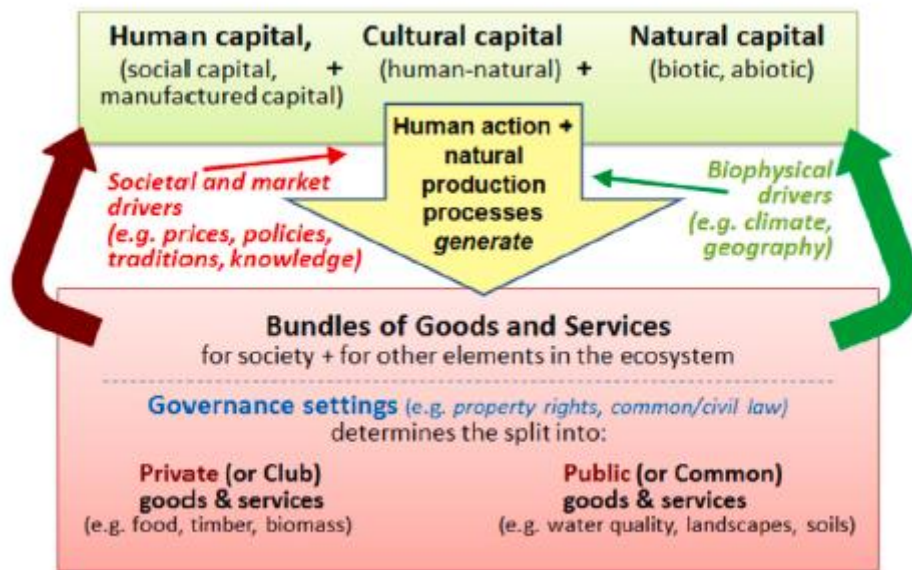 Human capital, Cultural capital Natural capital
(social capital, + (human-natural) + (biotic, abiotic)
manufactured capital)
Human action +
natural
production
processes
generate
Societal and market
drivers
(e.g. prices, policies,
traditions, knowledge)
Biophysical
drivers
(e.g. climate,
geography)
Bundles of Goods and Services
for society + for other elements in the ecosystem
Governance settings (e.g. property rights, common/civil law)
determines the split into:
Private (or Club)
goods & services
(e.g. food, timber, biomass)
Public (or Common)
goods & services
(e.g. water quality, landscapes, soils)